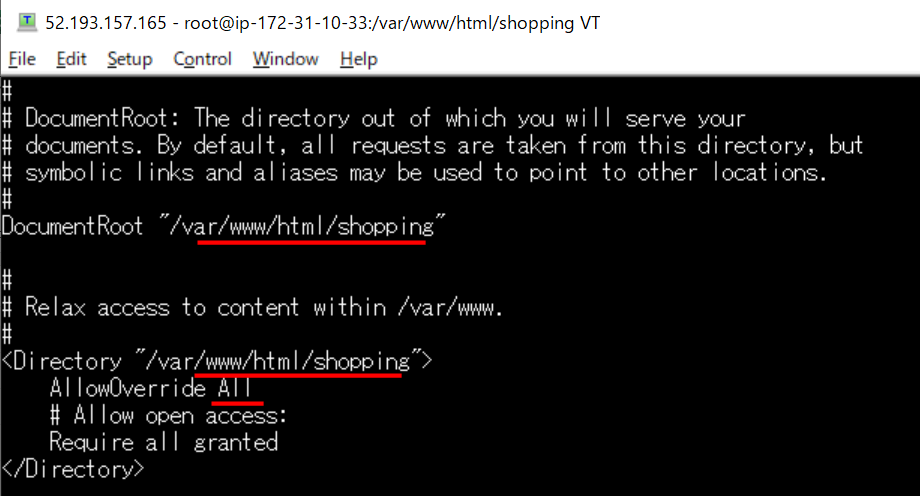 52.193.157.165 - root@ip-172-31-10-33:/var/www/html/shopping VT
File Edit Setup Control Window Help
#
# DocumentRoot: The directory out of which you will serve your
# documents. By default, all requests are taken from this directory, but
# symbolic links and aliases may be used to point to other locations.
#
DocumentRoot "/var/www/html/shopping"
#
# Relax access to content within /var/www.
#
<Directory "/var/www/html/shopping">
    AllowOverride All
    # Allow open access:
    Require all granted
</Directory>